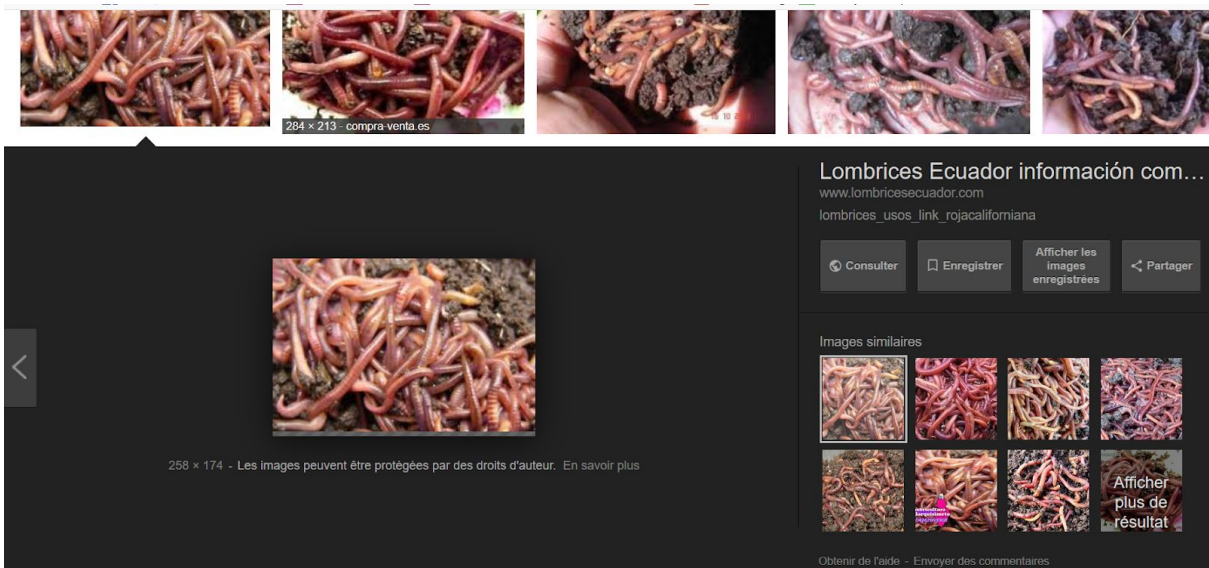 284 × 213 - compra-venta.es
Lombrices Ecuador información com…
www.lombricesecuador.com
lombrices_usos_link_rojacaliforniana
Consulter
Enregistrer
Afficher les
images
enregistrées
Partager
Images similaires
258 × 174 - Les images peuvent être protégées par des droits d'auteur. En savoir plus
Afficher
plus de
résultat
Obtenir de l'aide - Envoyer des commentaires